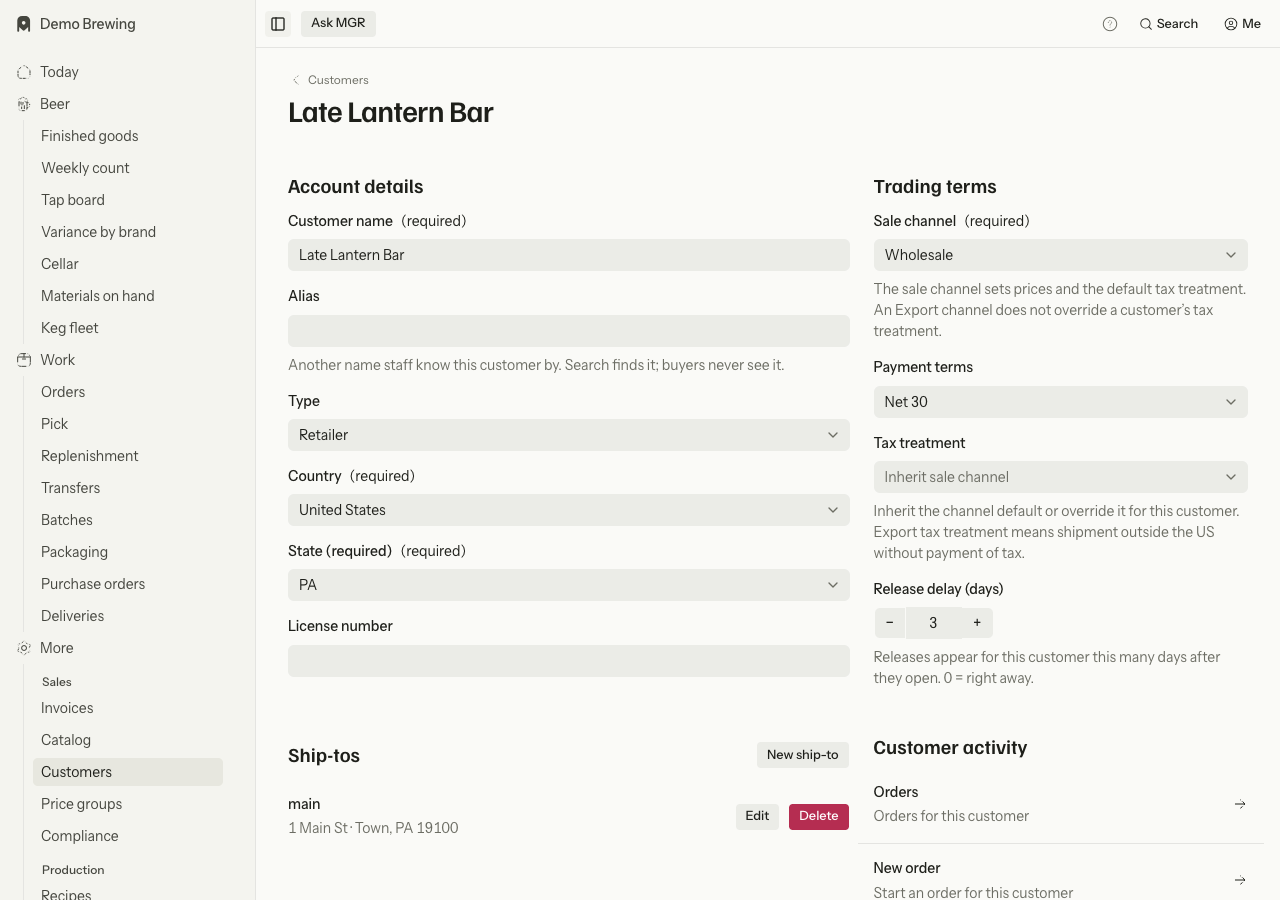 Demo Brewing
Ask MGR
Search
Me
Today
Beer
Finished goods
Weekly count
Tap board
Variance by brand
Cellar
Materials on hand
Keg fleet
Work
Orders
Pick
Replenishment
Transfers
Batches
Packaging
Purchase orders
Deliveries
More
Sales
Invoices
Catalog
Customers
Price groups
Compliance
Production
Recipes
Customers
Late Lantern Bar
Account details
Customer name (required)
Late Lantern Bar
Alias
Another name staff know this customer by. Search finds it; buyers never see it.
Type
Retailer
Country (required)
United States
State (required) (required)
PA
License number
Ship-tos
New ship-to
main
1 Main St · Town, PA 19100
Edit
Delete
Trading terms
Sale channel (required)
Wholesale
The sale channel sets prices and the default tax treatment.
An Export channel does not override a customer’s tax
treatment.
Payment terms
Net 30
Tax treatment
Inherit sale channel
Inherit the channel default or override it for this customer.
Export tax treatment means shipment outside the US
without payment of tax.
Release delay (days)
− 3 +
Releases appear for this customer this many days after
they open. 0 = right away.
Customer activity
Orders
Orders for this customer
New order
Start an order for this customer